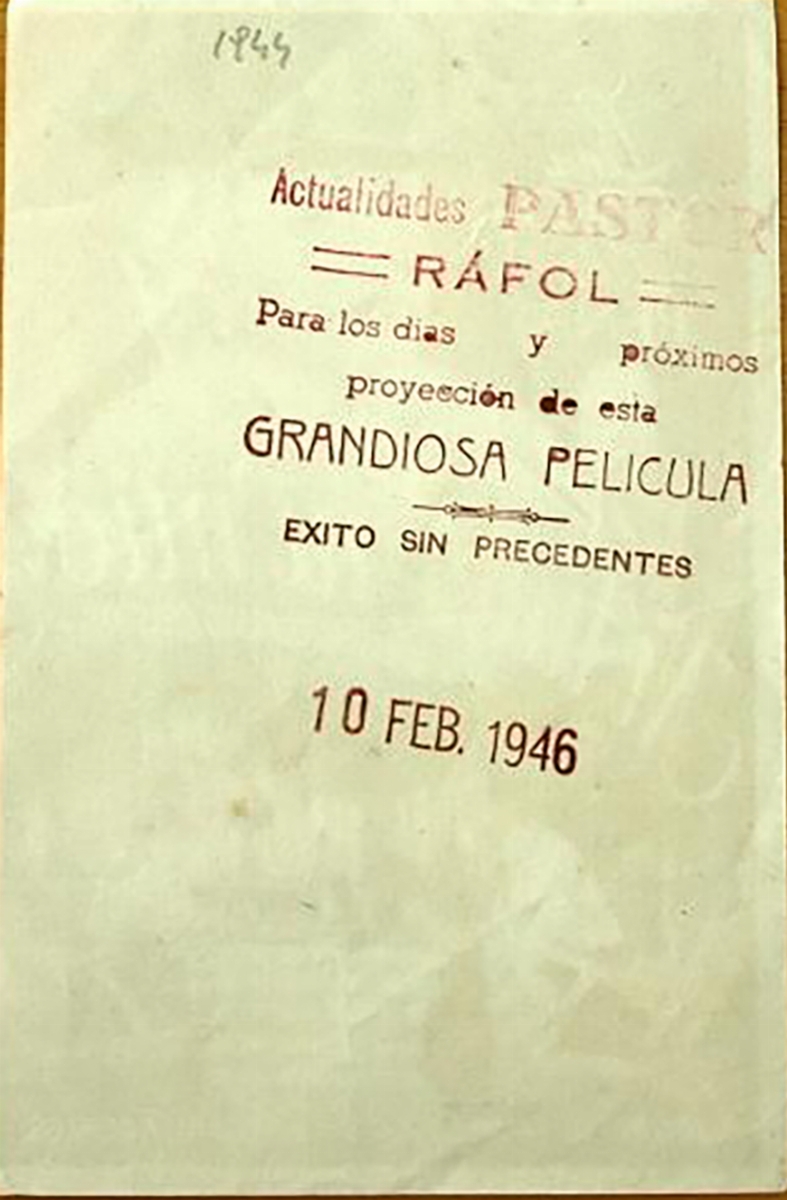 1944
Actualidades PASTOR
RÁFOL
Para los dias y próximos
proyección de esta
GRANDIOSA PELICULA
EXITO SIN PRECEDENTES
10 FEB. 1946